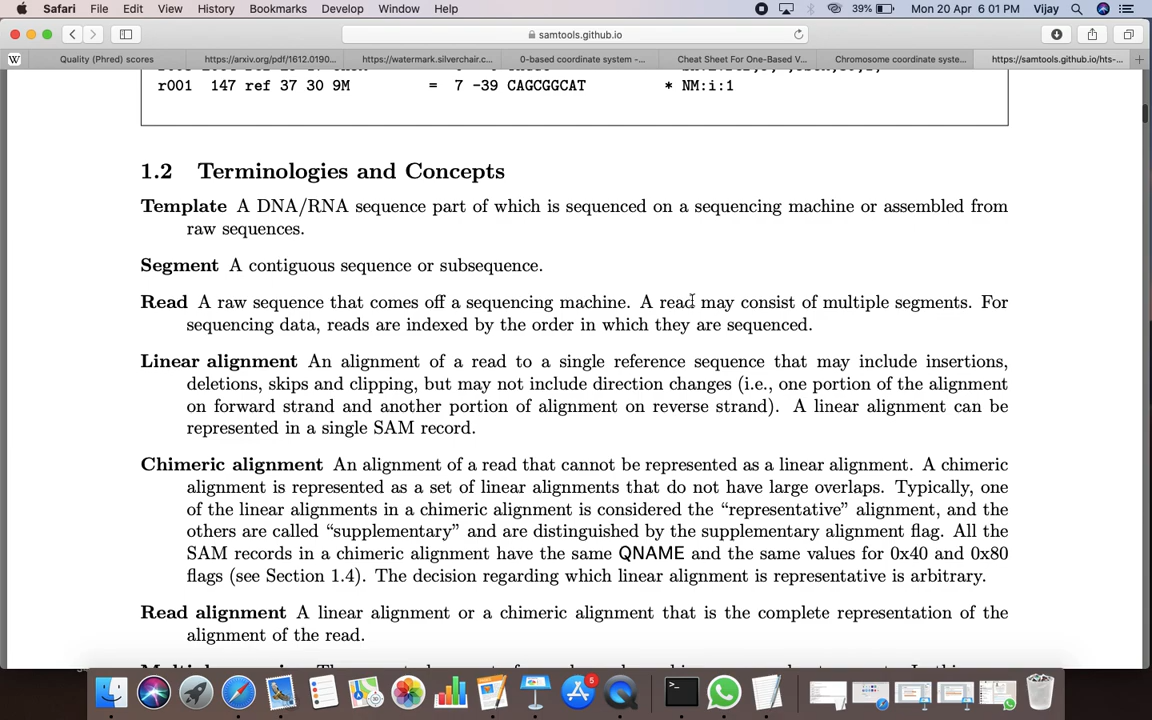 Safari File Edit View History Bookmarks Develop Window Help 39% Mon 20 Apr 6 01 PM Vijay
samtools.github.io
W Quality (Phred) scores https://arxiv.org/pdf/1612.0190... https://watermark.silverchair.c... 0-based coordinate system -... Cheat Sheet For One-Based V... Chromosome coordinate syste... https://samtools.github.io/hts-... +
r001 147 ref 37 30 9M = 7 -39 CAGCGGCAT * NM:i:1
1.2 Terminologies and Concepts
Template A DNA/RNA sequence part of which is sequenced on a sequencing machine or assembled from
raw sequences.
Segment A contiguous sequence or subsequence.
Read A raw sequence that comes off a sequencing machine. A read may consist of multiple segments. For
sequencing data, reads are indexed by the order in which they are sequenced.
Linear alignment An alignment of a read to a single reference sequence that may include insertions,
deletions, skips and clipping, but may not include direction changes (i.e., one portion of the alignment
on forward strand and another portion of alignment on reverse strand). A linear alignment can be
represented in a single SAM record.
Chimeric alignment An alignment of a read that cannot be represented as a linear alignment. A chimeric
alignment is represented as a set of linear alignments that do not have large overlaps. Typically, one
of the linear alignments in a chimeric alignment is considered the “representative” alignment, and the
others are called “supplementary” and are distinguished by the supplementary alignment flag. All the
SAM records in a chimeric alignment have the same QNAME and the same values for 0x40 and 0x80
flags (see Section 1.4). The decision regarding which linear alignment is representative is arbitrary.
Read alignment A linear alignment or a chimeric alignment that is the complete representation of the
alignment of the read.
5